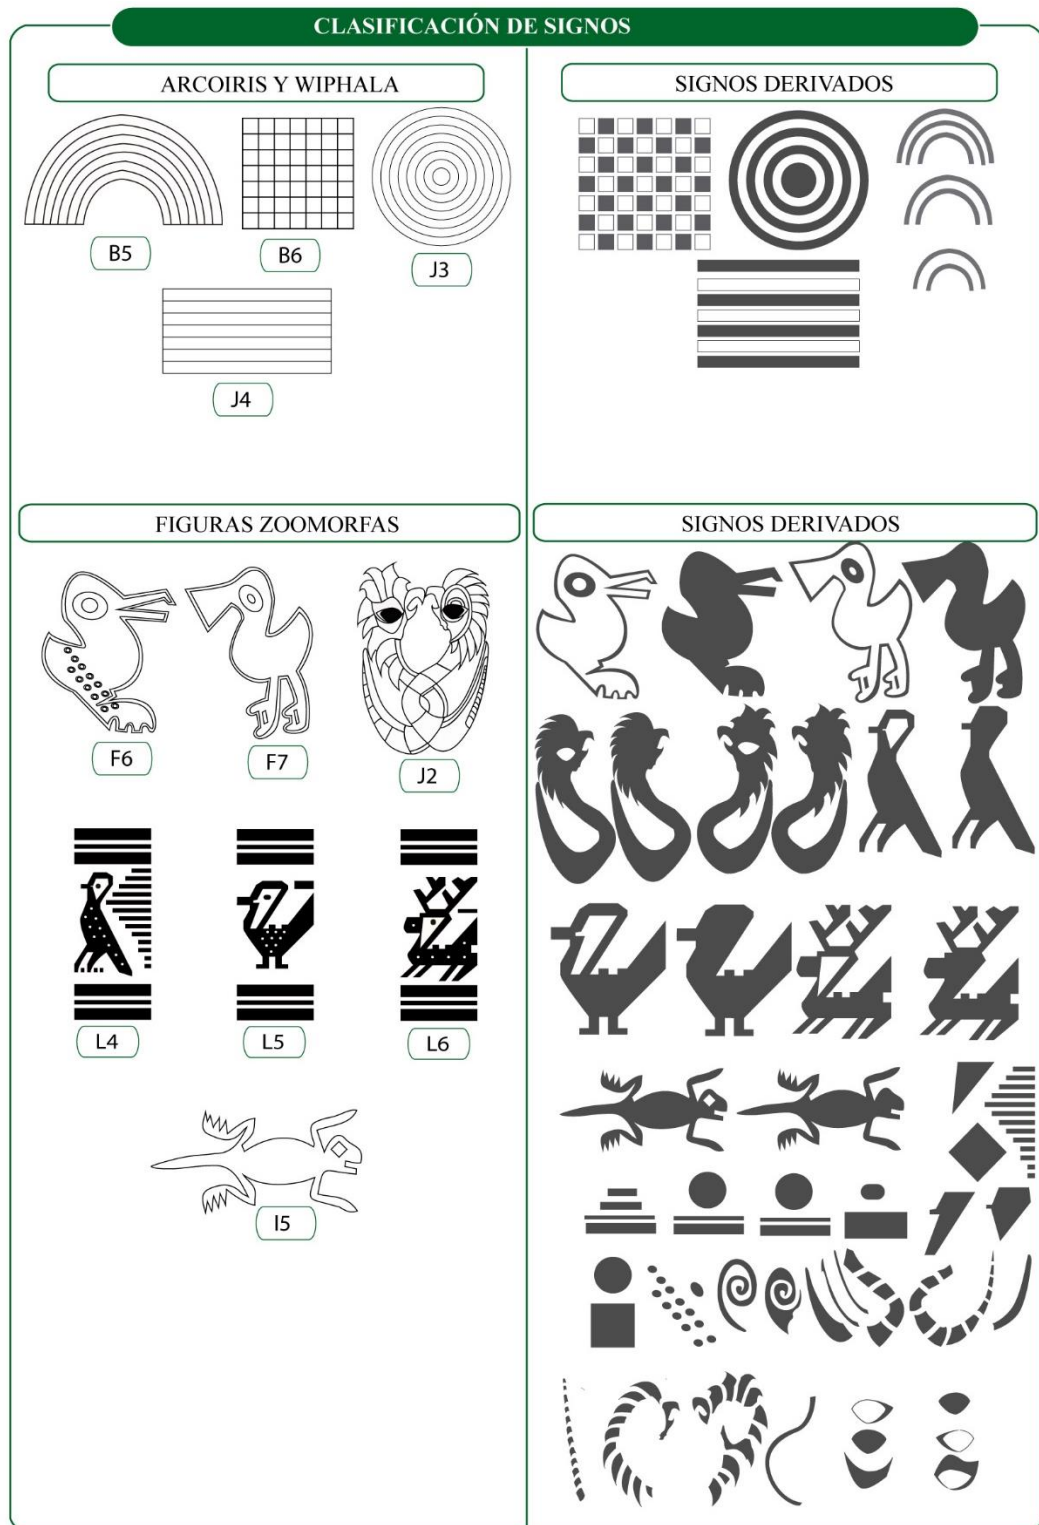 CLASIFICACIÓN DE SIGNOS
ARCOIRIS Y WIPHALA
SIGNOS DERIVADOS
B5
B6
J3
J4
FIGURAS ZOOMORFAS
SIGNOS DERIVADOS
F6
F7
J2
L4
L5
L6
I5